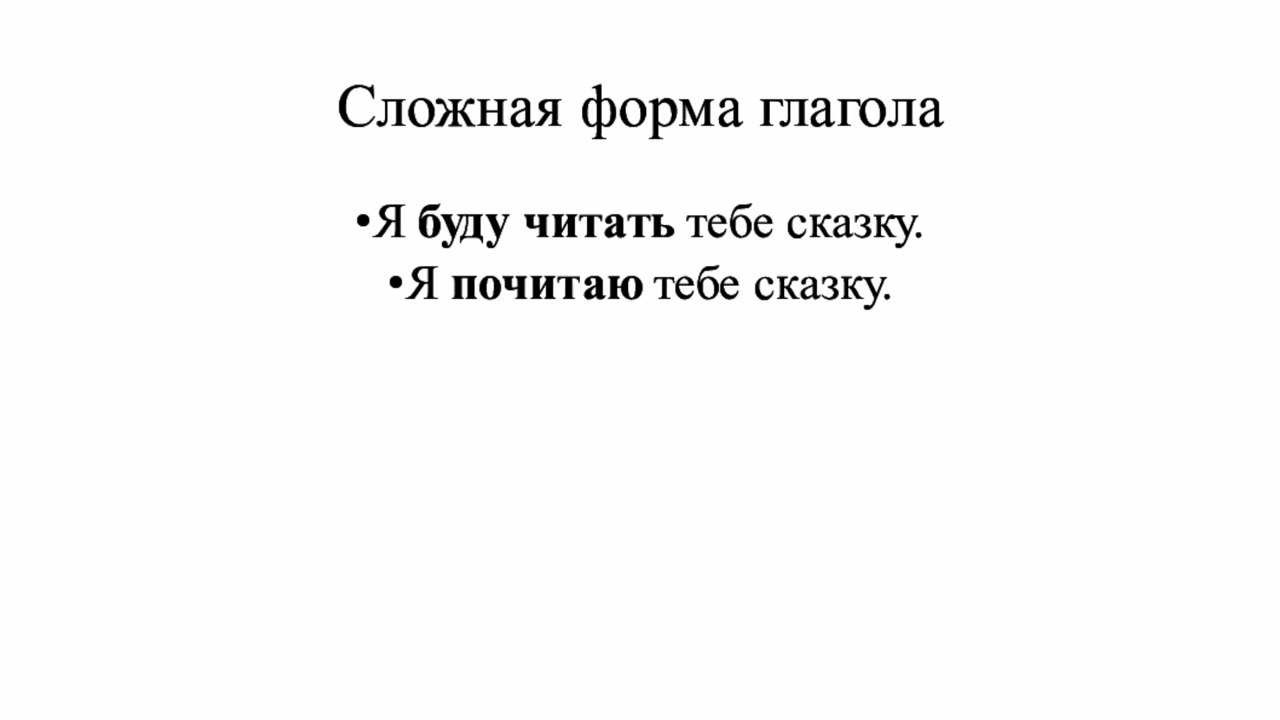 Сложная форма глагола
•Я буду читать тебе сказку.
•Я почитаю тебе сказку.